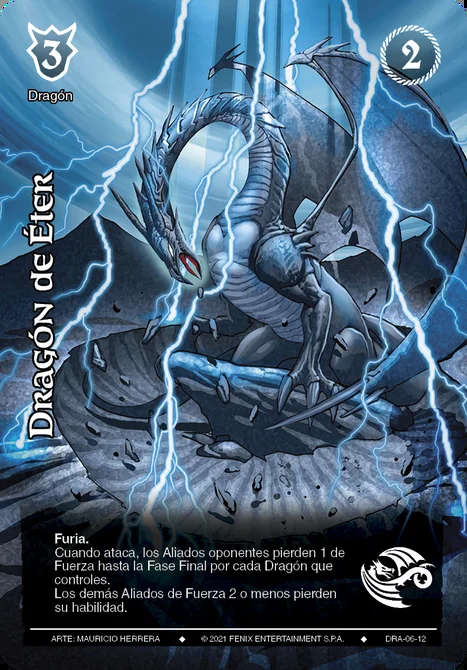 3
2
Dragón
Dragón de Éter
Furia.
Cuando ataca, los Aliados oponentes pierden 1 de
Fuerza hasta la Fase Final por cada Dragón que
controles.
Los demás Aliados de Fuerza 2 o menos pierden
su habilidad.
ARTE: MAURICIO HERRERA ◆ © 2021 FENIX ENTERTAINMENT S.P.A. ◆ DRA-06-12